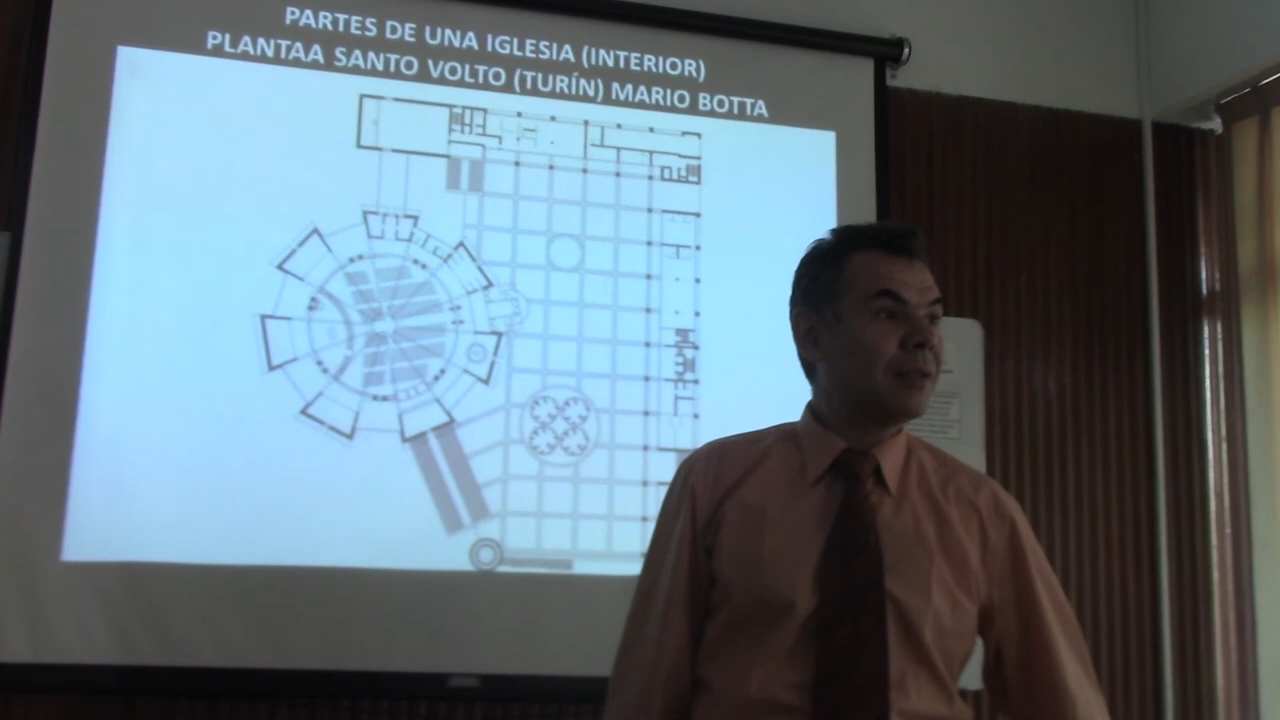 PARTES DE UNA IGLESIA (INTERIOR)
PLANTAA SANTO VOLTO (TURÍN) MARIO BOTTA